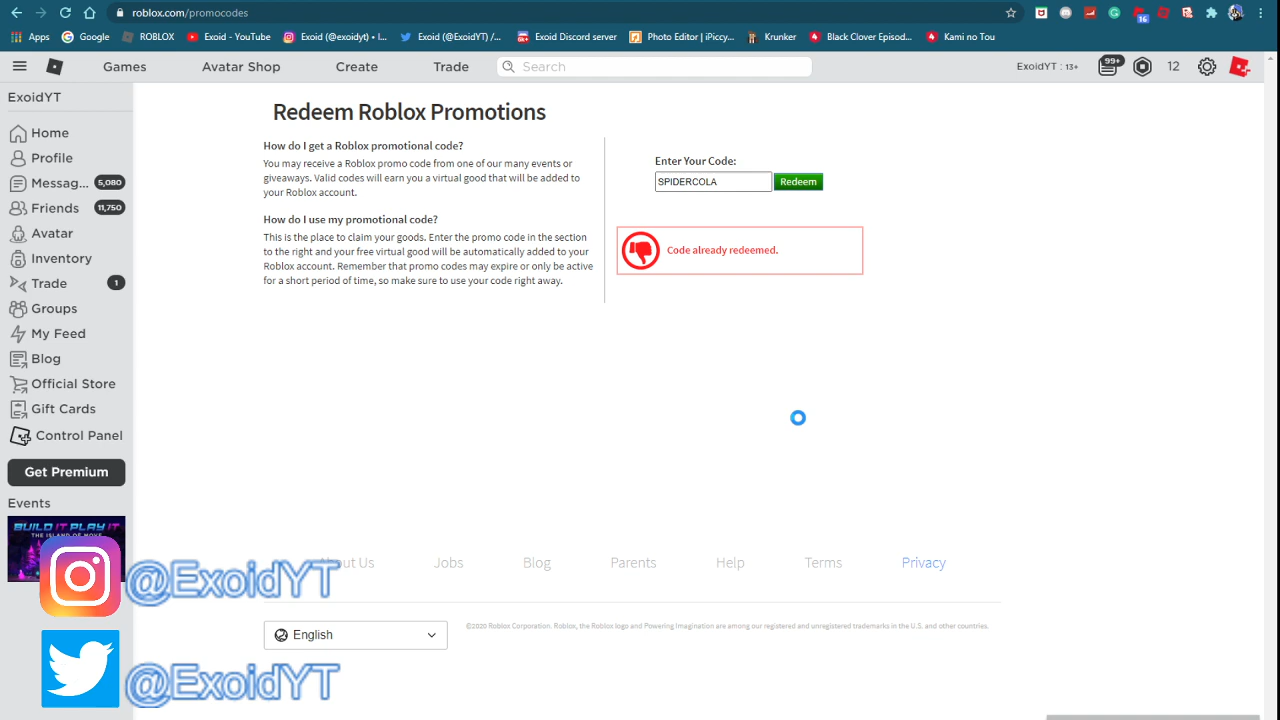 roblox.com/promocodes
16
Apps
Google
ROBLOX
Exoid - YouTube
Exoid (@exoidyt) • I...
Exoid (@ExoidYT) /...
Exoid Discord server
Photo Editor | iPiccy...
Krunker
Black Clover Episod...
Kami no Tou
Games
Avatar Shop
Create
Trade
Search
ExoidYT : 13+
99+
12
ExoidYT
Home
Profile
Messag... 5,080
Friends 11,750
Avatar
Inventory
Trade 1
Groups
My Feed
Blog
Official Store
Gift Cards
Control Panel
Get Premium
Events
BUILD IT PLAY IT
THE ISLAND OF MOVE
Redeem Roblox Promotions
How do I get a Roblox promotional code?
You may receive a Roblox promo code from one of our many events or
giveaways. Valid codes will earn you a virtual good that will be added to
your Roblox account.
How do I use my promotional code?
This is the place to claim your goods. Enter the promo code in the section
to the right and your free virtual good will be automatically added to your
Roblox account. Remember that promo codes may expire or only be active
for a short period of time, so make sure to use your code right away.
Enter Your Code:
SPIDERCOLA
Redeem
Code already redeemed.
@ExoidYT
@ExoidYT
About Us
Jobs
Blog
Parents
Help
Terms
Privacy
English
©2020 Roblox Corporation. Roblox, the Roblox logo and Powering Imagination are among our registered and unregistered trademarks in the U.S. and other countries.